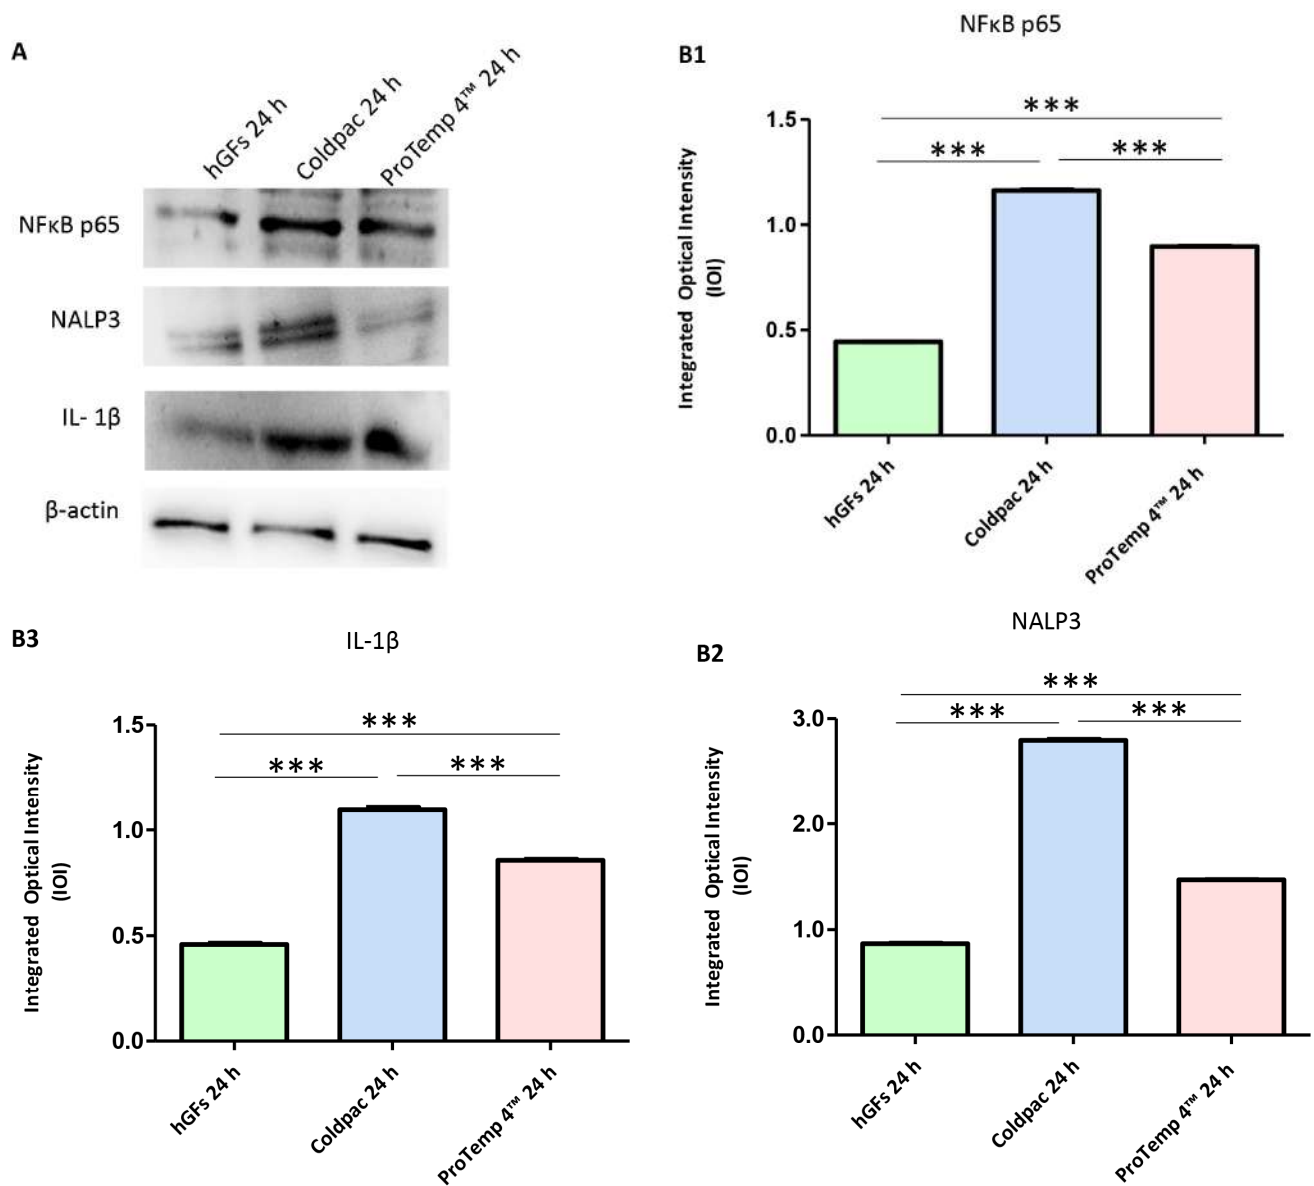 A
hGFs 24 h
Coldpac 24 h
ProTemp 4™ 24 h
NFκB p65
NALP3
IL- 1β
β-actin
B1
NFκB p65
***
***
***
Integrated Optical Intensity
(IOI)
1.5
1.0
0.5
0.0
hGFs 24 h
Coldpac 24 h
ProTemp 4™ 24 h
B3
IL-1β
***
***
***
Integrated Optical Intensity
(IOI)
1.5
1.0
0.5
0.0
hGFs 24 h
Coldpac 24 h
ProTemp 4™ 24 h
B2
NALP3
***
***
***
Integrated Optical Intensity
(IOI)
3.0
2.0
1.0
0.0
hGFs 24 h
Coldpac 24 h
ProTemp 4™ 24 h